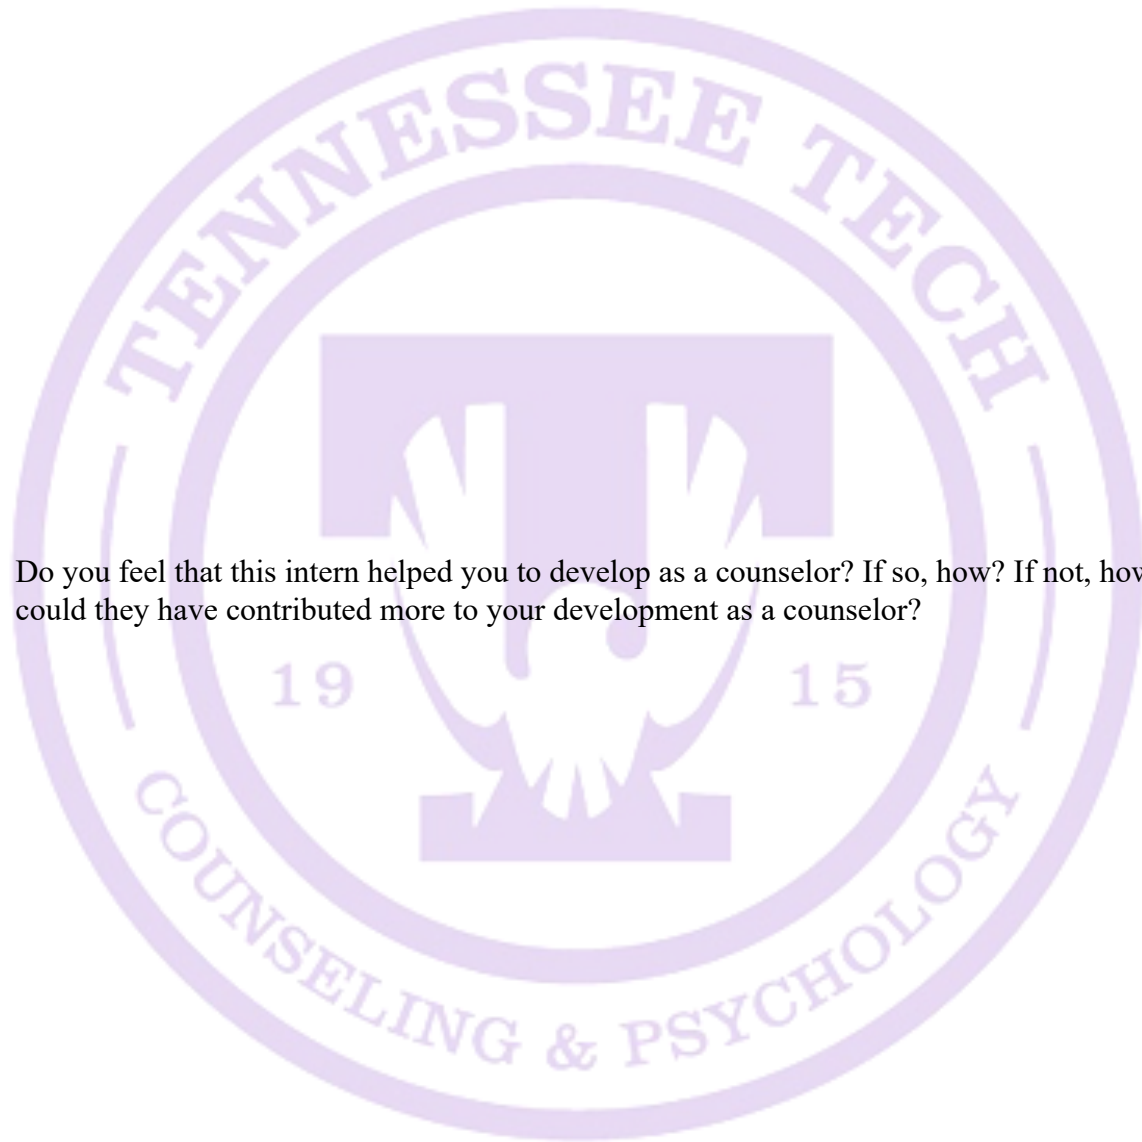 TENNESSEE TECH
Do you feel that this intern helped you to develop as a counselor? If so, how? If not, how
could they have contributed more to your development as a counselor?
19 15
COUNSELING & PSYCHOLOGY